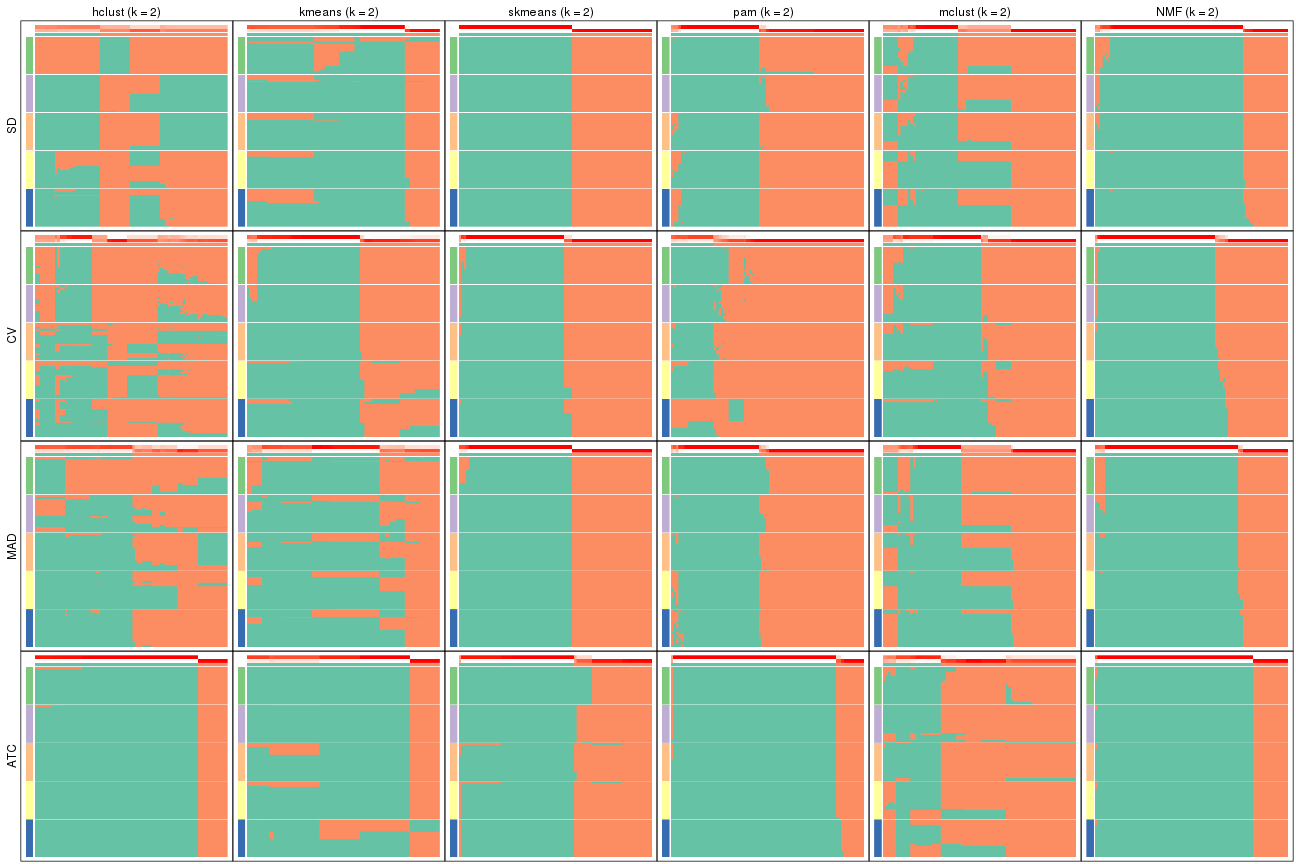 hclust (k = 2) kmeans (k = 2) skmeans (k = 2) pam (k = 2) mclust (k = 2) NMF (k = 2)
SD
CV
MAD
ATC